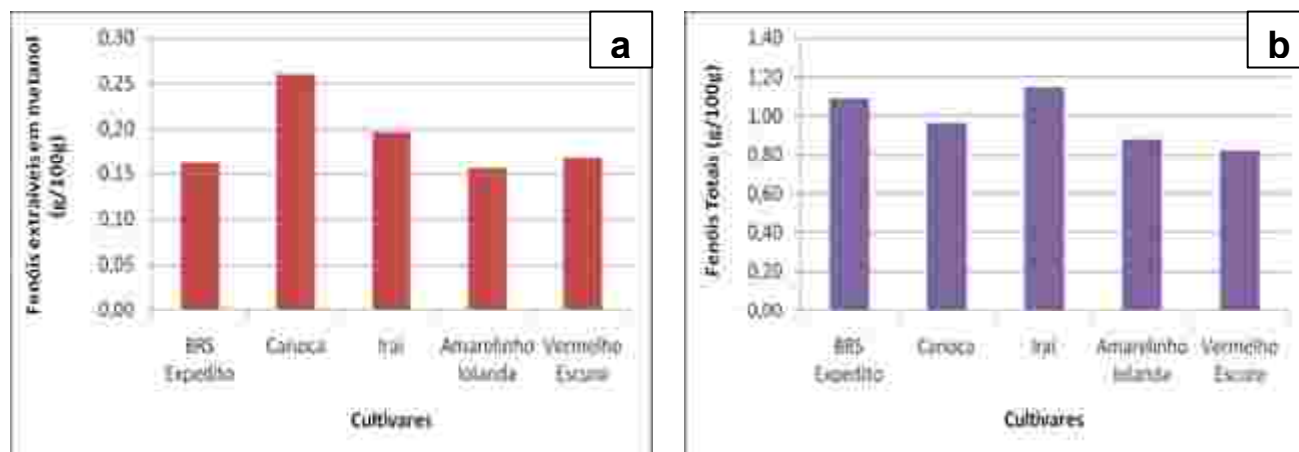 a
Fenóis extraíveis em metanol
(g/100g)
0,30
0,25
0,20
0,15
0,10
0,05
0,00
BRS
Expedito
Carioca
Iraí
Amarelinho
Iolanda
Vermelho
Escuro
Cultivares
b
Fenóis Totais (g/100g)
1,40
1,20
1,00
0,80
0,60
0,40
0,20
0,00
BRS
Expedito
Carioca
Iraí
Amarelinho
Iolanda
Vermelho
Escuro
Cultivares